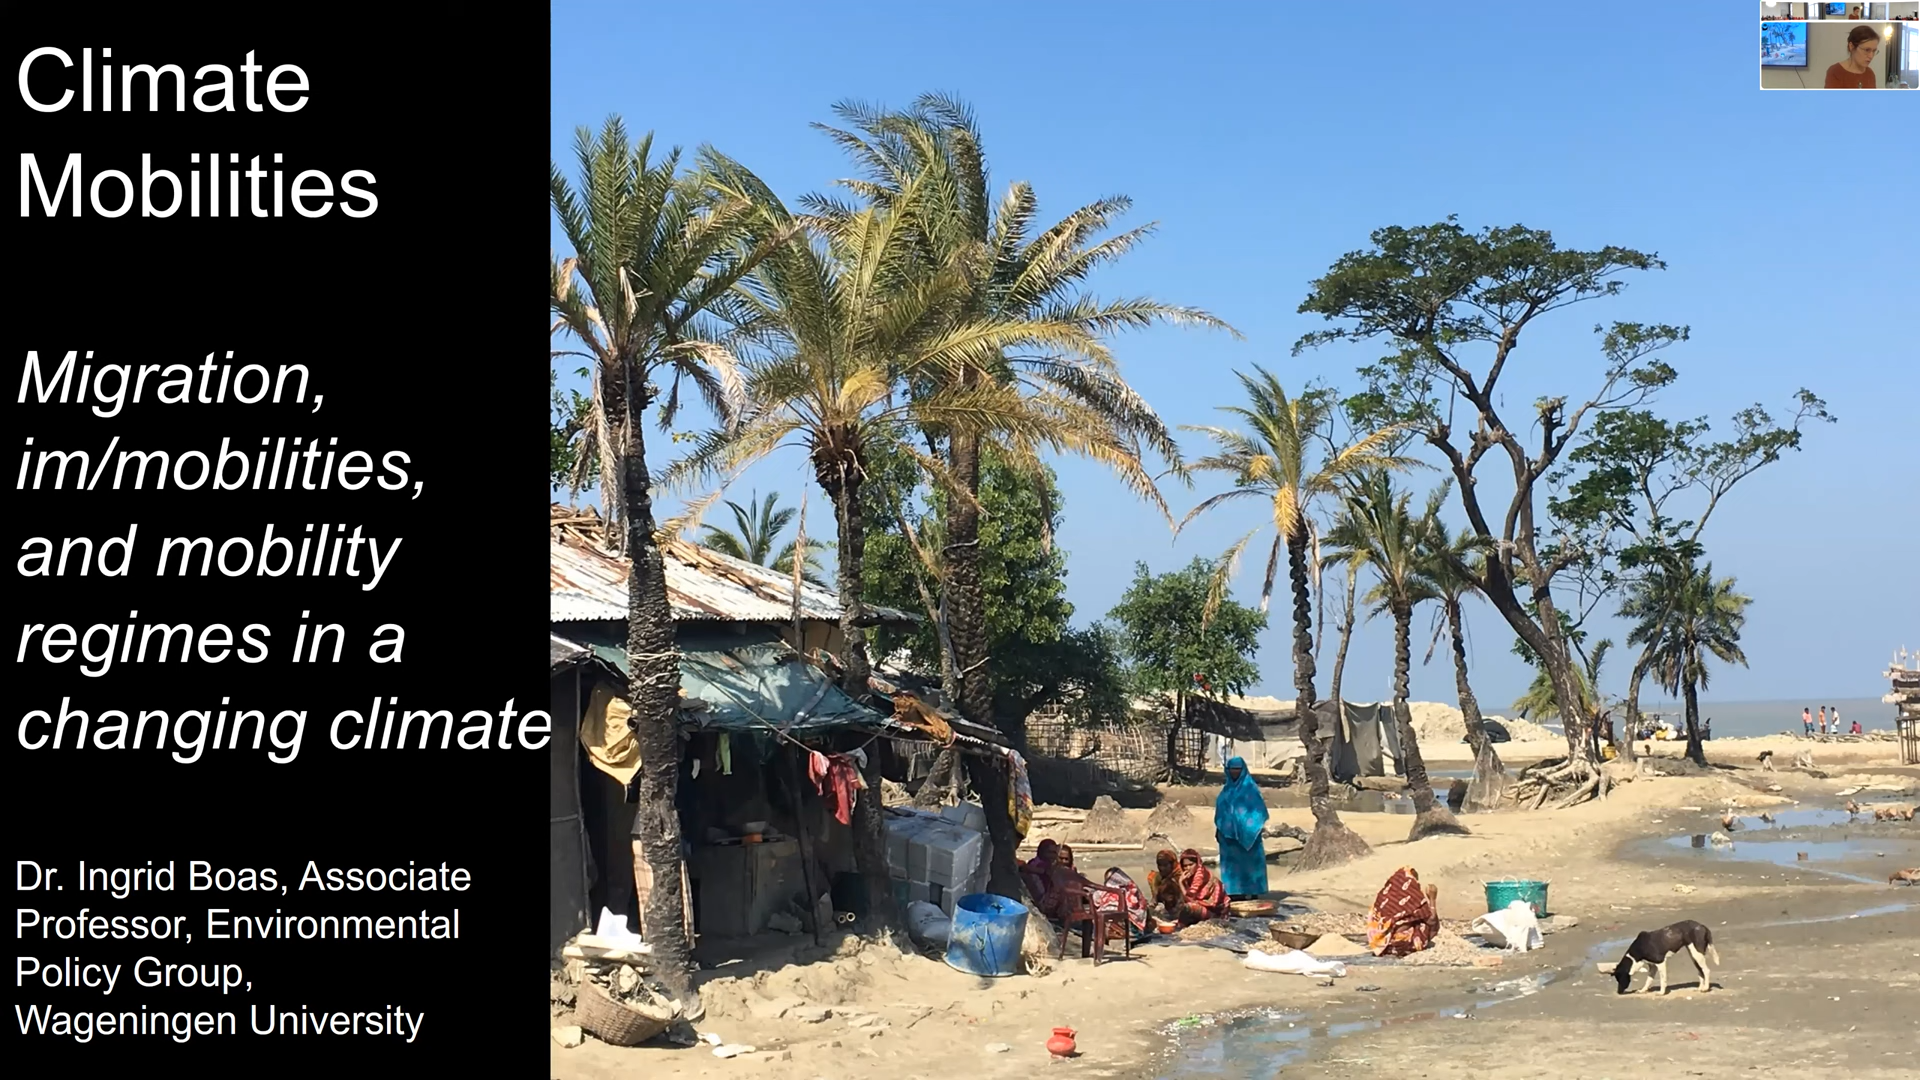 Climate
Mobilities
Migration,
im/mobilities,
and mobility
regimes in a
changing climate
Dr. Ingrid Boas, Associate
Professor, Environmental
Policy Group,
Wageningen University